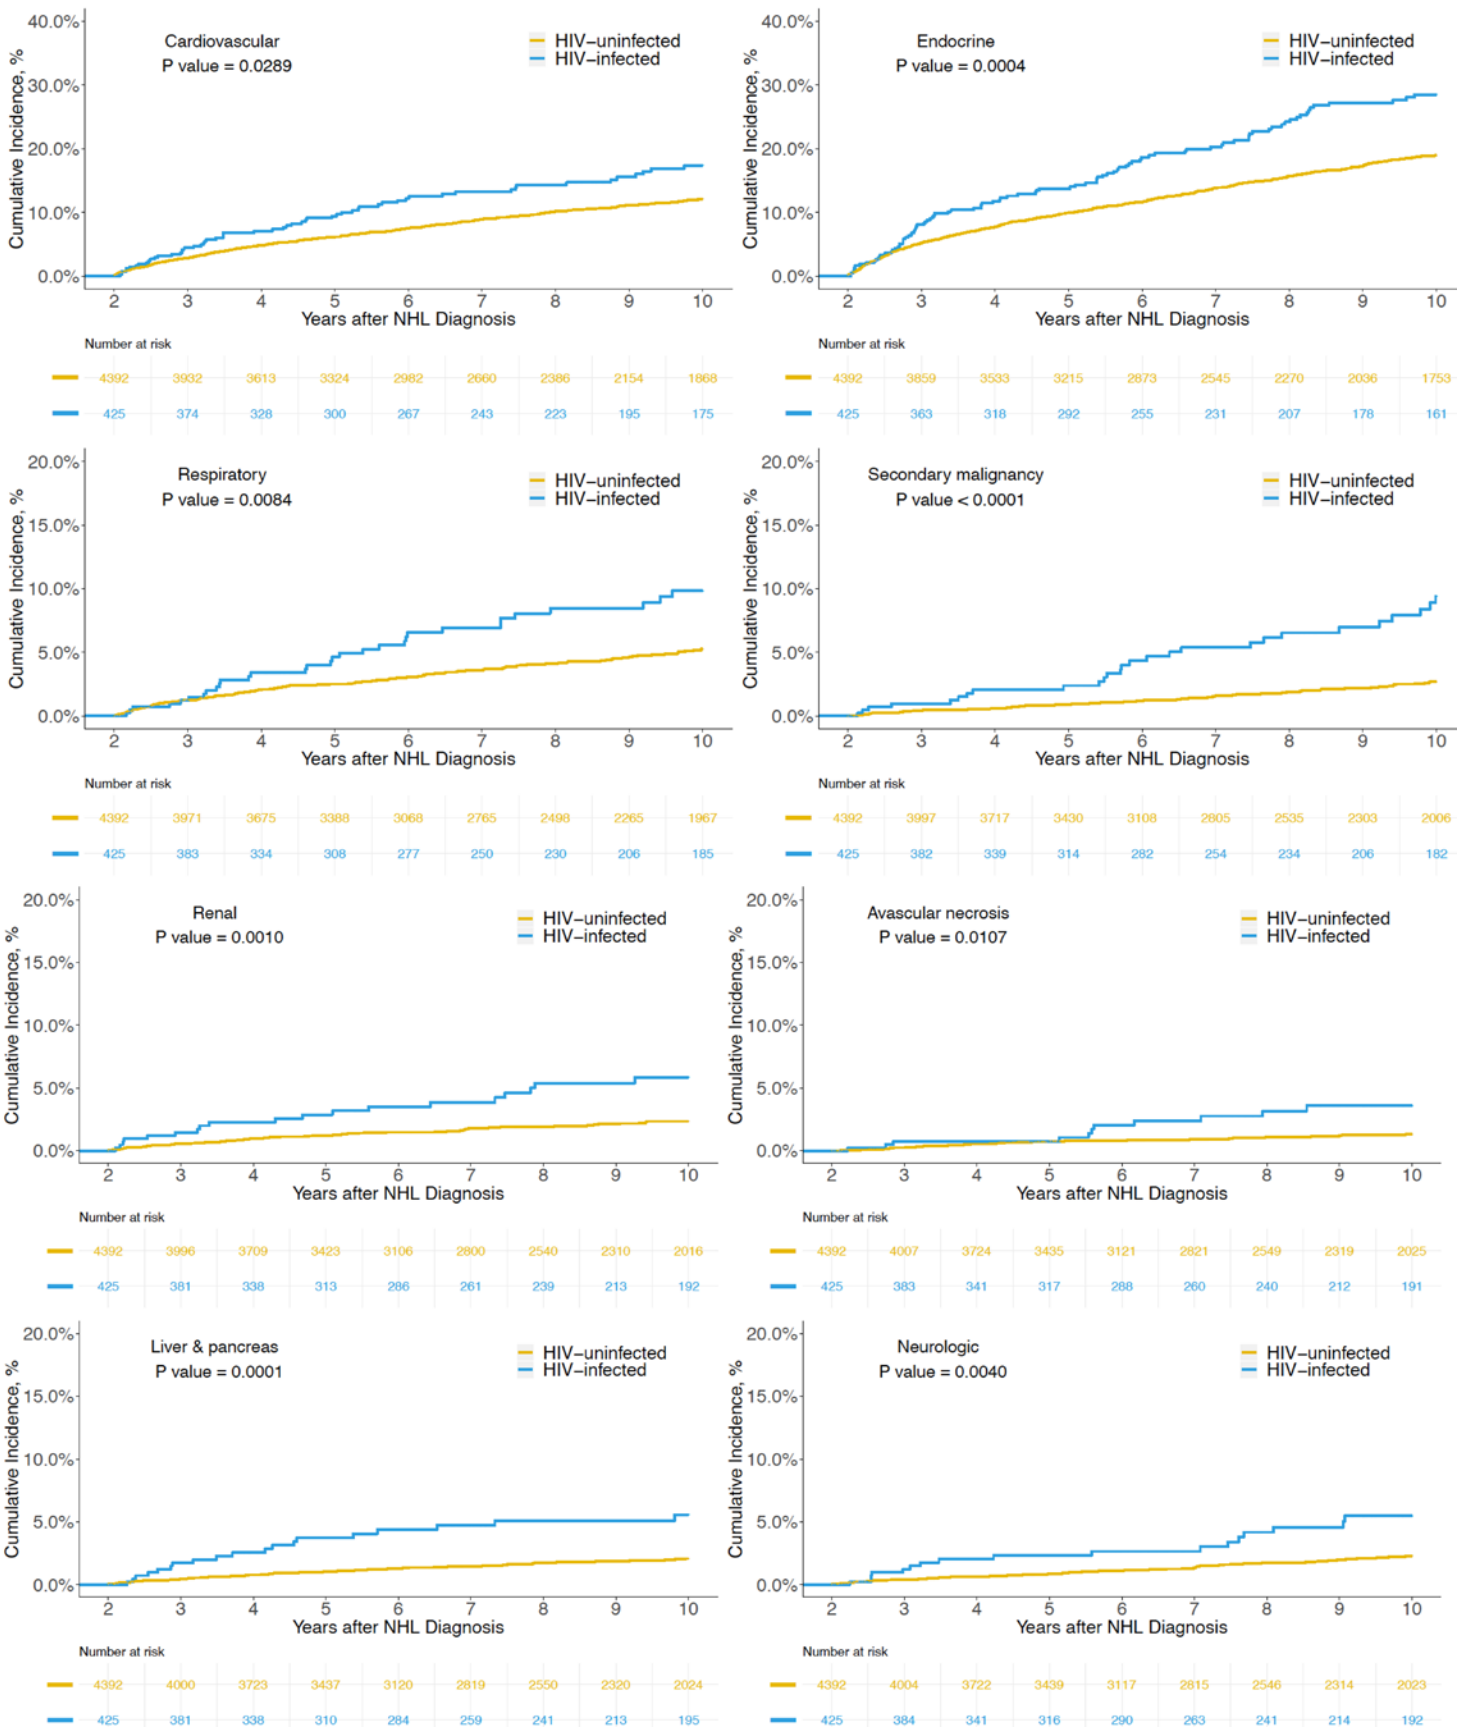 Cardiovascular
P value = 0.0289
HIV−uninfected
HIV−infected
Cumulative Incidence, %
40.0%
30.0%
20.0%
10.0%
0.0%
2 3 4 5 6 7 8 9 10
Years after NHL Diagnosis
Number at risk
4392 3932 3613 3324 2982 2660 2386 2154 1868
425 374 328 300 267 243 223 195 175
Endocrine
P value = 0.0004
HIV−uninfected
HIV−infected
Cumulative Incidence, %
40.0%
30.0%
20.0%
10.0%
0.0%
2 3 4 5 6 7 8 9 10
Years after NHL Diagnosis
Number at risk
4392 3859 3533 3215 2873 2545 2270 2036 1753
425 363 318 292 255 231 207 178 161
Respiratory
P value = 0.0084
HIV−uninfected
HIV−infected
Cumulative Incidence, %
20.0%
15.0%
10.0%
5.0%
0.0%
2 3 4 5 6 7 8 9 10
Years after NHL Diagnosis
Number at risk
4392 3971 3675 3388 3068 2765 2498 2265 1967
425 383 334 308 277 250 230 206 185
Secondary malignancy
P value < 0.0001
HIV−uninfected
HIV−infected
Cumulative Incidence, %
20.0%
15.0%
10.0%
5.0%
0.0%
2 3 4 5 6 7 8 9 10
Years after NHL Diagnosis
Number at risk
4392 3997 3717 3430 3108 2805 2535 2303 2006
425 382 339 314 282 254 234 206 182
Renal
P value = 0.0010
HIV−uninfected
HIV−infected
Cumulative Incidence, %
20.0%
15.0%
10.0%
5.0%
0.0%
2 3 4 5 6 7 8 9 10
Years after NHL Diagnosis
Number at risk
4392 3996 3709 3423 3106 2800 2540 2310 2016
425 381 338 313 286 261 239 213 192
Avascular necrosis
P value = 0.0107
HIV−uninfected
HIV−infected
Cumulative Incidence, %
20.0%
15.0%
10.0%
5.0%
0.0%
2 3 4 5 6 7 8 9 10
Years after NHL Diagnosis
Number at risk
4392 4007 3724 3435 3121 2821 2549 2319 2025
425 383 341 317 288 260 240 212 191
Liver & pancreas
P value = 0.0001
HIV−uninfected
HIV−infected
Cumulative Incidence, %
20.0%
15.0%
10.0%
5.0%
0.0%
2 3 4 5 6 7 8 9 10
Years after NHL Diagnosis
Number at risk
4392 4000 3723 3437 3120 2819 2550 2320 2024
425 381 338 310 284 259 241 214 195
Neurologic
P value = 0.0040
HIV−uninfected
HIV−infected
Cumulative Incidence, %
20.0%
15.0%
10.0%
5.0%
0.0%
2 3 4 5 6 7 8 9 10
Years after NHL Diagnosis
Number at risk
4392 4004 3722 3439 3117 2815 2546 2314 2023
425 384 341 316 290 263 241 214 192